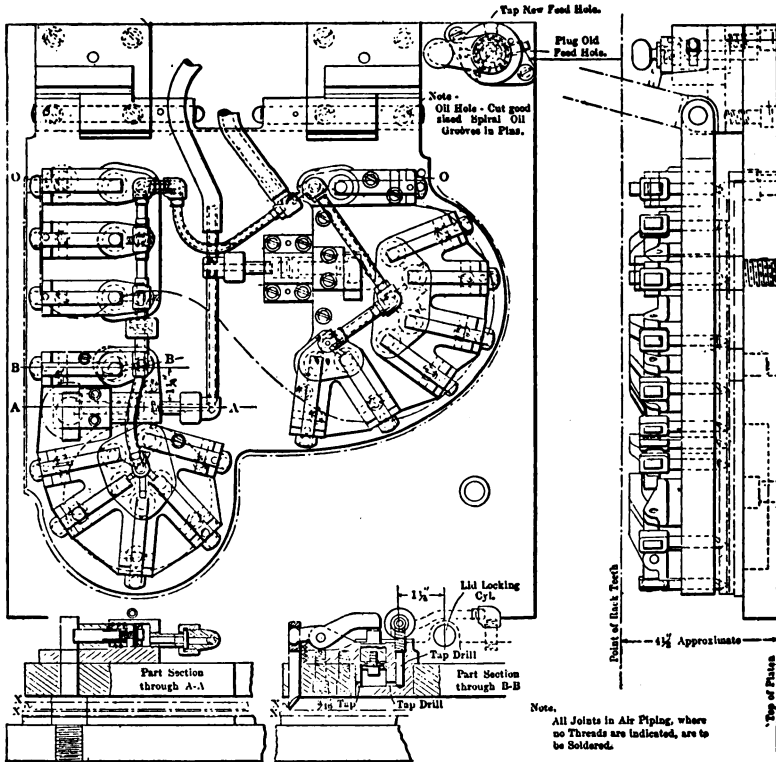 Tap New Feed Hole.
Plug Old
Feed Hole.
Note -
Oil Hole - Cut good
sized Spiral Oil
Grooves in Pins.
O
O
B
B
A
A
1½"
Lid Locking
Cyl.
Tap Drill
Part Section
through A-A
Part Section
through B-B
Tap
Tap Drill
X
X
X
X
Point of Rack Teeth
Approximate
Top of Platen
Note.
All Joints in Air Piping, where
no Threads are indicated, are to
be Soldered.